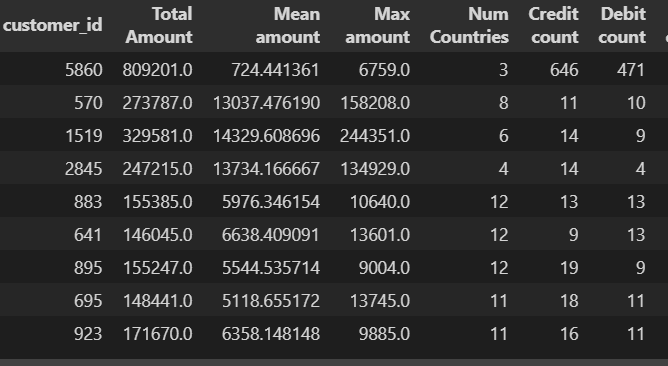 customer_id Total Amount Mean amount Max amount Num Countries Credit count Debit count
5860 809201.0 724.441361 6759.0 3 646 471
570 273787.0 13037.476190 158208.0 8 11 10
1519 329581.0 14329.608696 244351.0 6 14 9
2845 247215.0 13734.166667 134929.0 4 14 4
883 155385.0 5976.346154 10640.0 12 13 13
641 146045.0 6638.409091 13601.0 12 9 13
895 155247.0 5544.535714 9004.0 12 19 9
695 148441.0 5118.655172 13745.0 11 18 11
923 171670.0 6358.148148 9885.0 11 16 11